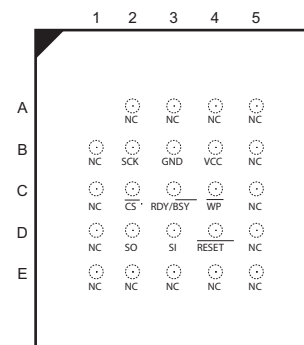 1 2 3 4 5
A
NC NC NC NC
B
NC SCK GND VCC NC
C
NC CS RDY/BSY WP NC
D
NC SO SI RESET NC
E
NC NC NC NC NC